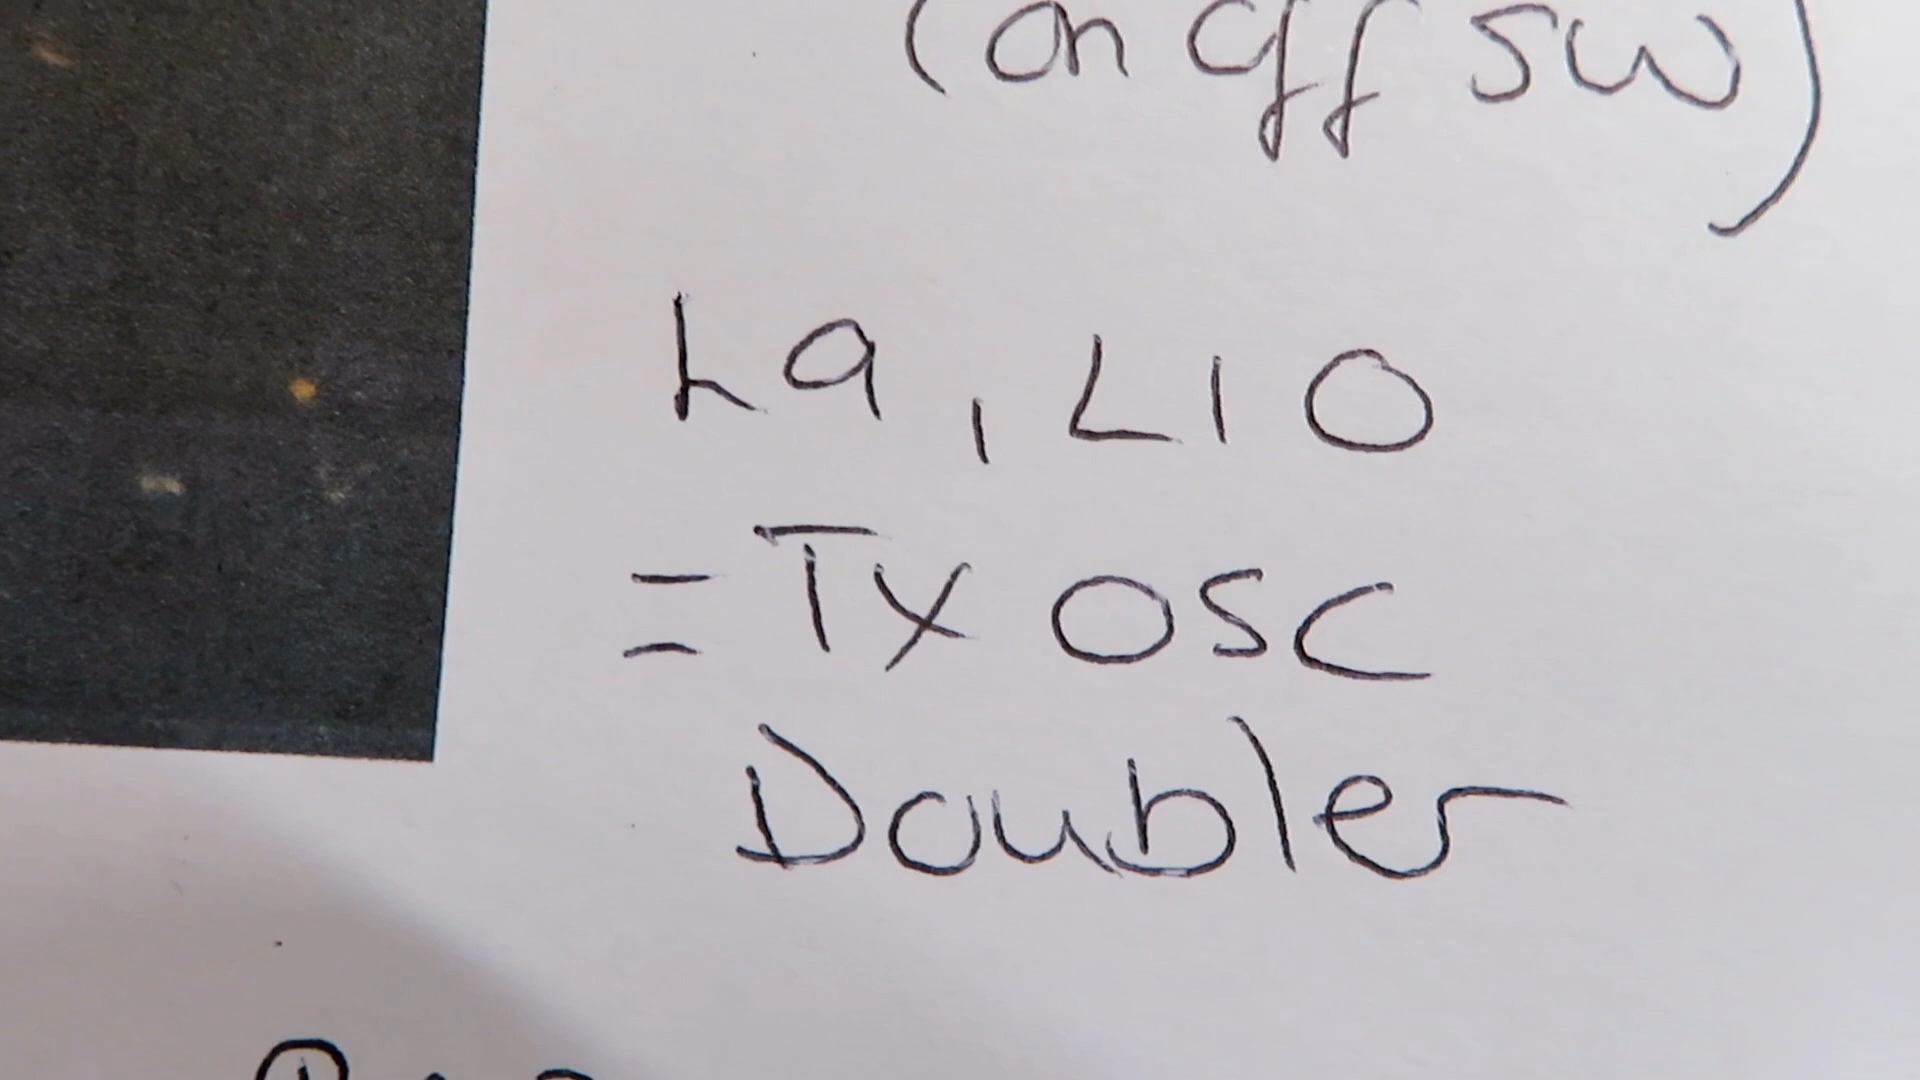 (on off SW)
L9, L10
= TX OSC
Doubler